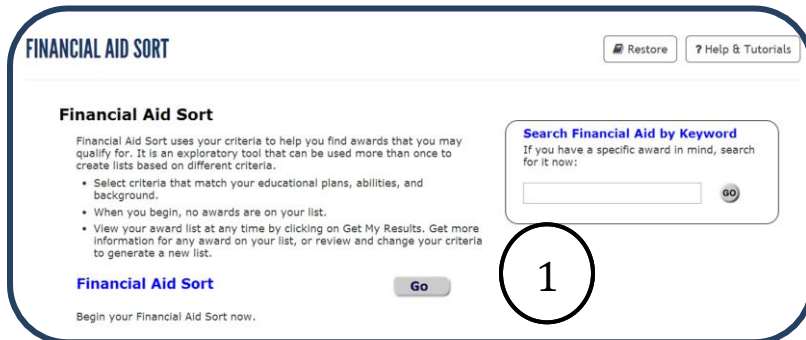 FINANCIAL AID SORT
Restore
? Help & Tutorials
Financial Aid Sort
Financial Aid Sort uses your criteria to help you find awards that you may
qualify for. It is an exploratory tool that can be used more than once to
create lists based on different criteria.
• Select criteria that match your educational plans, abilities, and
background.
• When you begin, no awards are on your list.
• View your award list at any time by clicking on Get My Results. Get more
information for any award on your list, or review and change your criteria
to generate a new list.
Financial Aid Sort
Go
Begin your Financial Aid Sort now.
Search Financial Aid by Keyword
If you have a specific award in mind, search
for it now:
GO
1